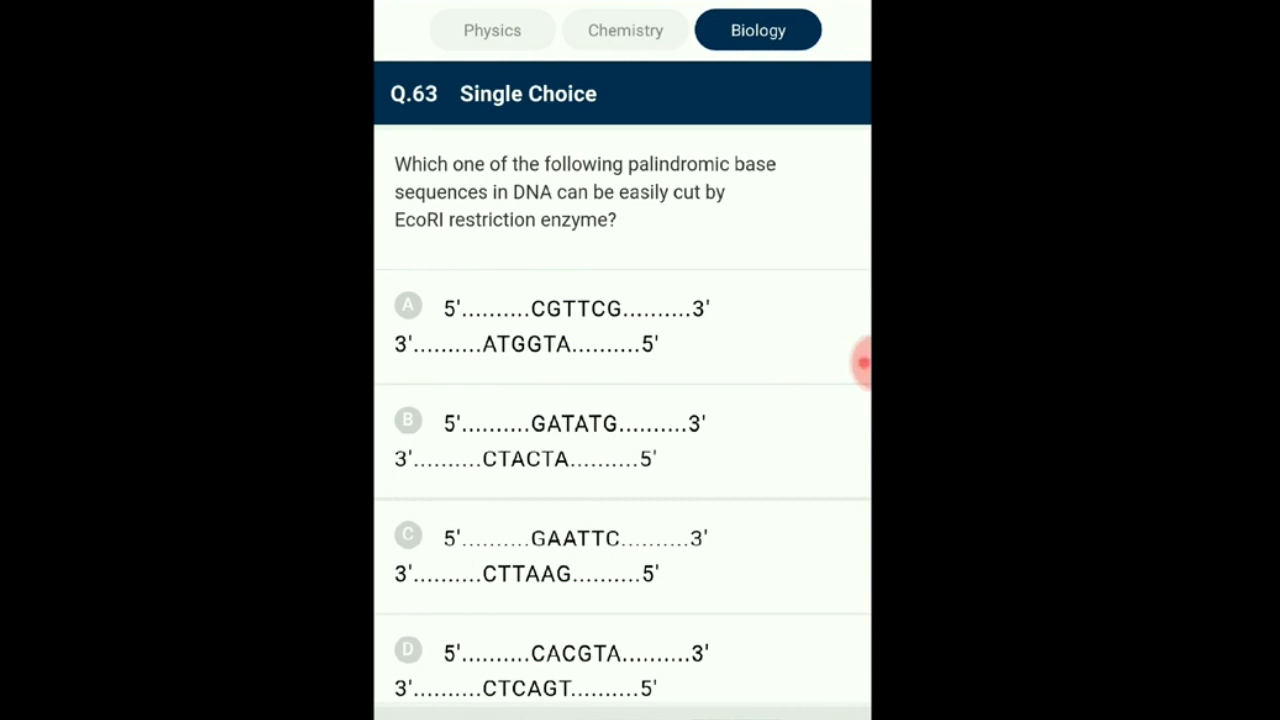 Physics Chemistry Biology
Q.63 Single Choice
Which one of the following palindromic base
sequences in DNA can be easily cut by
EcoRI restriction enzyme?
A 5'..........CGTTCG..........3'
3'..........ATGGTA..........5'
B 5'..........GATATG..........3'
3'..........CTACTA..........5'
C 5'..........GAATTC..........3'
3'..........CTTAAG..........5'
D 5'..........CACGTA..........3'
3'..........CTCAGT..........5'